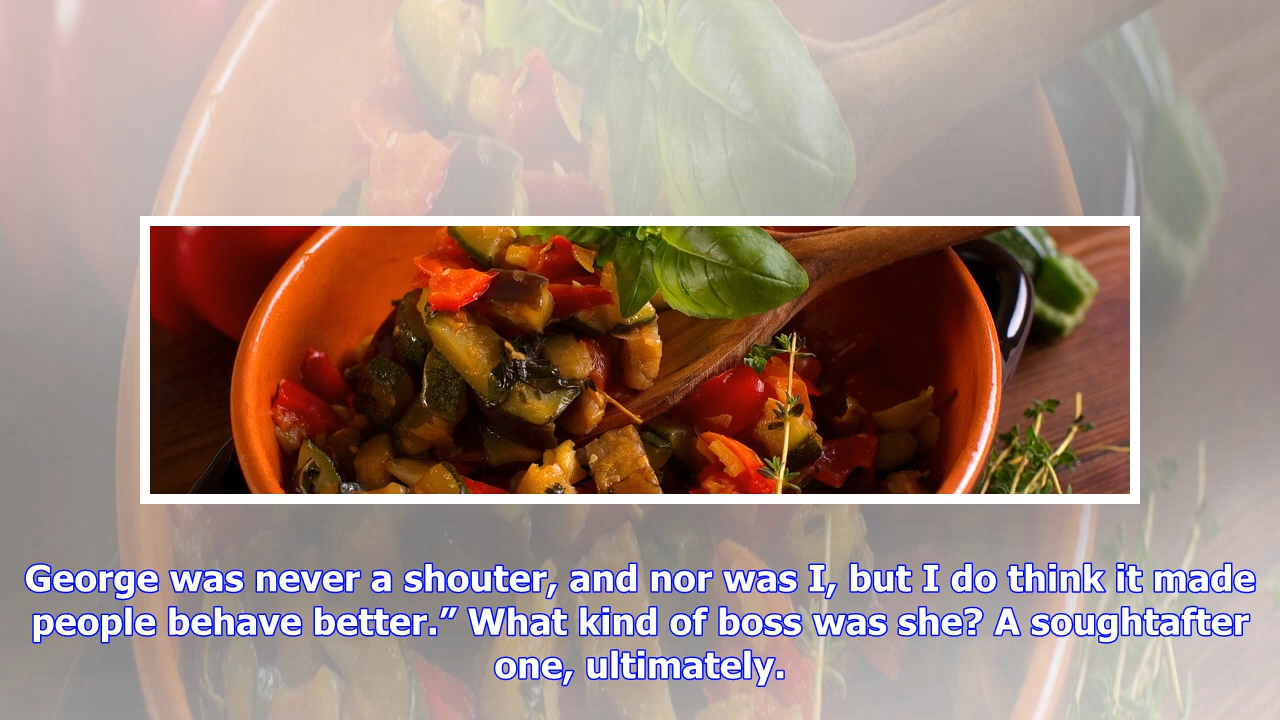 George was never a shouter, and nor was I, but I do think it made
people behave better.” What kind of boss was she? A soughtafter
one, ultimately.